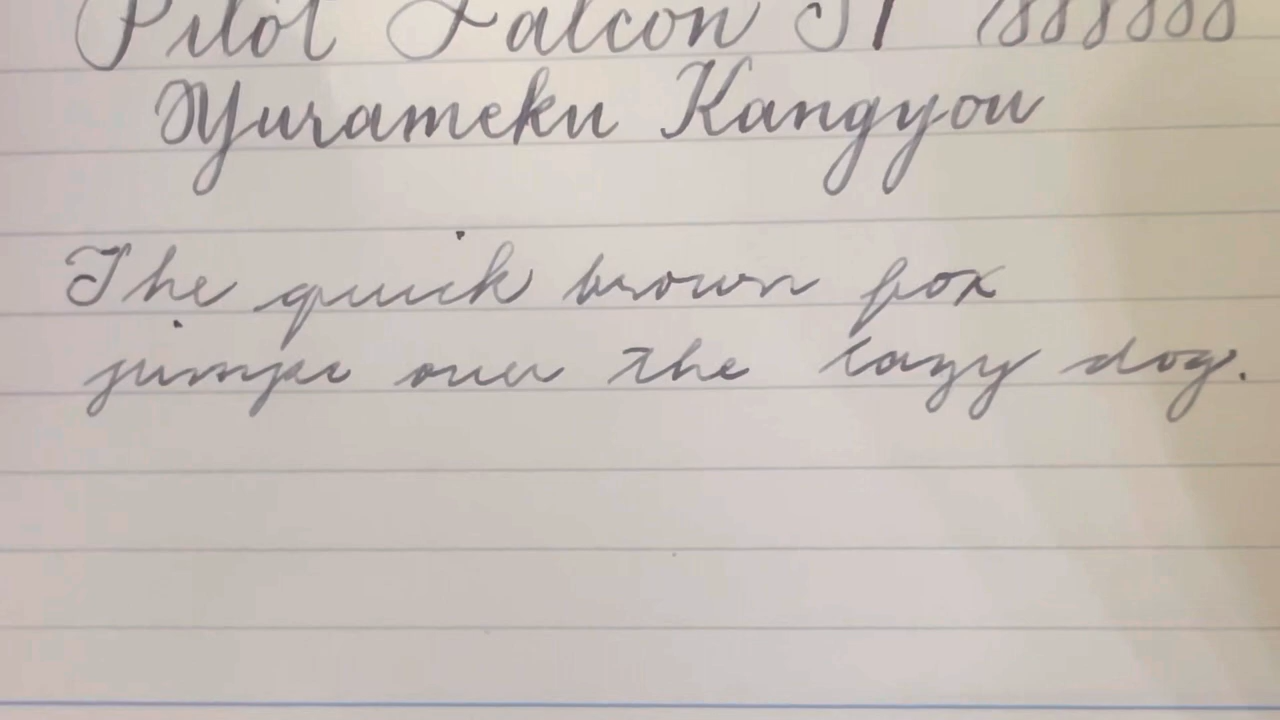 Pilot Falcon SF
Yurameku Kangyou
The quick brown fox
jumps over the lazy dog.